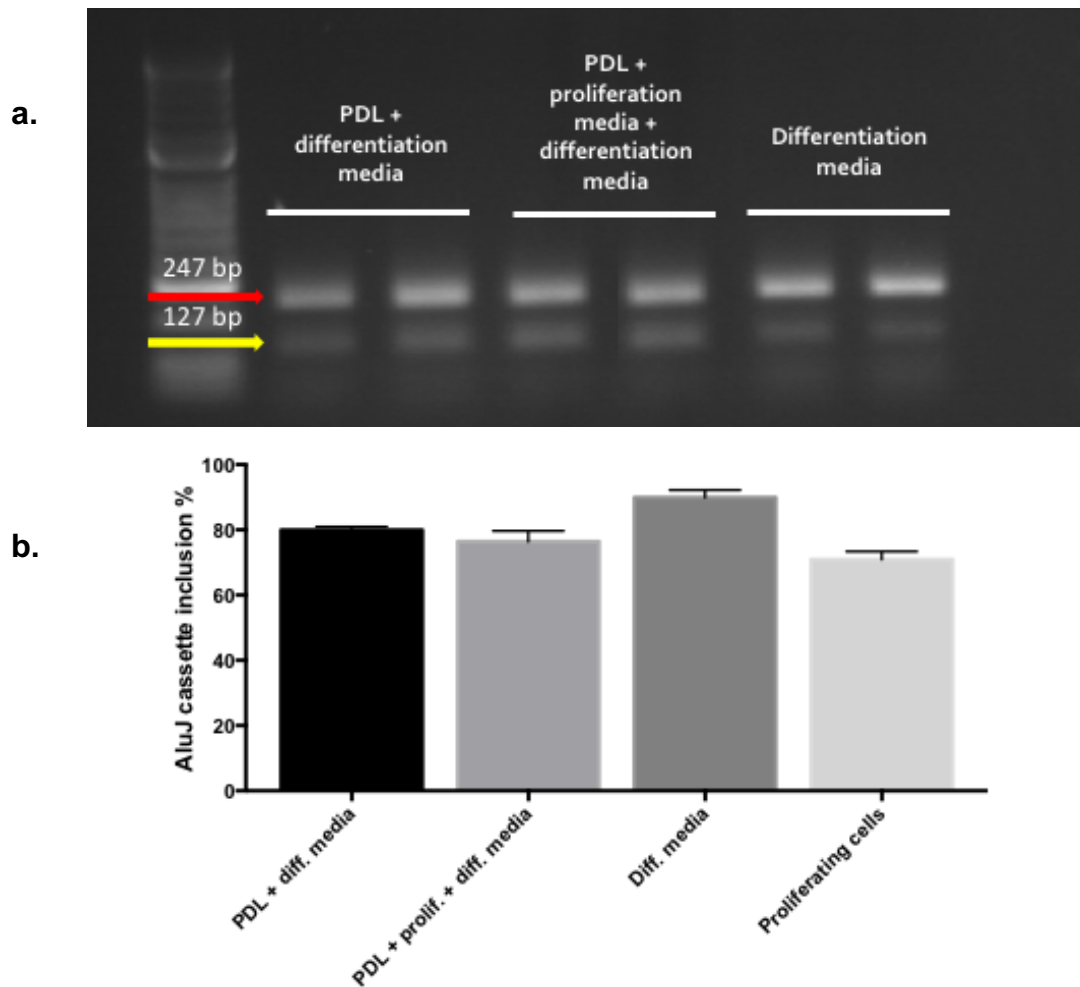 a.
PDL +
differentiation
media
PDL +
proliferation
media +
differentiation
media
Differentiation
media
247 bp
127 bp
b.
AluJ cassette inclusion %
100
80
60
40
20
0
PDL + diff. media
PDL + prolif. + diff. media
Diff. media
Proliferating cells